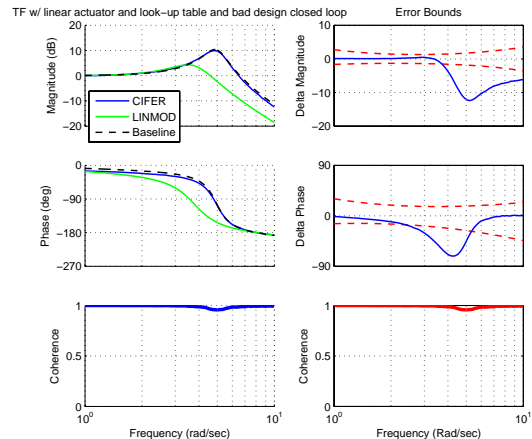 TF w/ linear actuator and look−up table and bad design closed loop
20
10
0
−10
−20
Magnitude (dB)
CIFER
LINMOD
Baseline
0
−90
−180
−270
Phase (deg)
1
0.5
0
Coherence
10^0
10^1
Frequency (rad/sec)
Error Bounds
10
0
−10
−20
Delta Magnitude
90
0
−90
Delta Phase
1
0.5
0
Coherence
10^0
10^1
Frequency (Rad/sec)